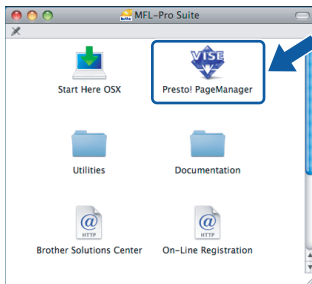 MFL-Pro Suite
VISE
Start Here OSX
Presto! PageManager
Utilities
Documentation
@ HTTP
@ HTTP
Brother Solutions Center
On-Line Registration